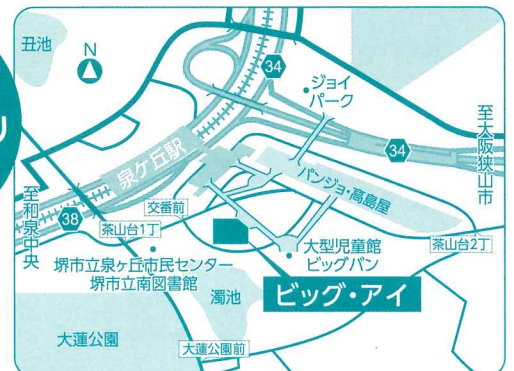 丑池
N
34
ジョイ
パーク
34
至大阪狭山市
泉ケ丘駅
パンジョ・高島屋
至和泉中央
38
交番前
茶山台1丁
大型児童館
ビッグバン
茶山台2丁
堺市立泉ヶ丘市民センター
堺市立南図書館
濁池
ビッグ・アイ
大蓮公園
大蓮公園前